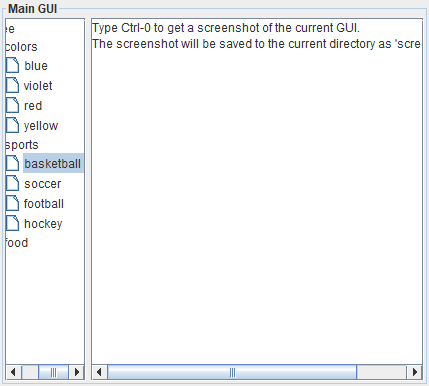 Main GUI
ee
colors
blue
violet
red
yellow
sports
basketball
soccer
football
hockey
food
Type Ctrl-0 to get a screenshot of the current GUI.
The screenshot will be saved to the current directory as 'scre